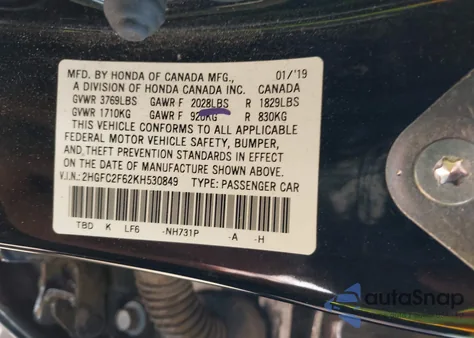 MFD. BY HONDA OF CANADA MFG., 01/'19
A DIVISION OF HONDA CANADA INC. CANADA
GVWR 3769LBS GAWR F 2028LBS R 1829LBS
GVWR 1710KG GAWR F 920KG R 830KG
THIS VEHICLE CONFORMS TO ALL APPLICABLE
FEDERAL MOTOR VEHICLE SAFETY, BUMPER,
AND, THEFT PREVENTION STANDARDS IN EFFECT
ON THE DATE OF MANUFACTURE SHOWN ABOVE.
V.I.N.: 2HGFC2F62KH530849 TYPE: PASSENGER CAR
TBD K LF6 -NH731P -A -H
autoSnap